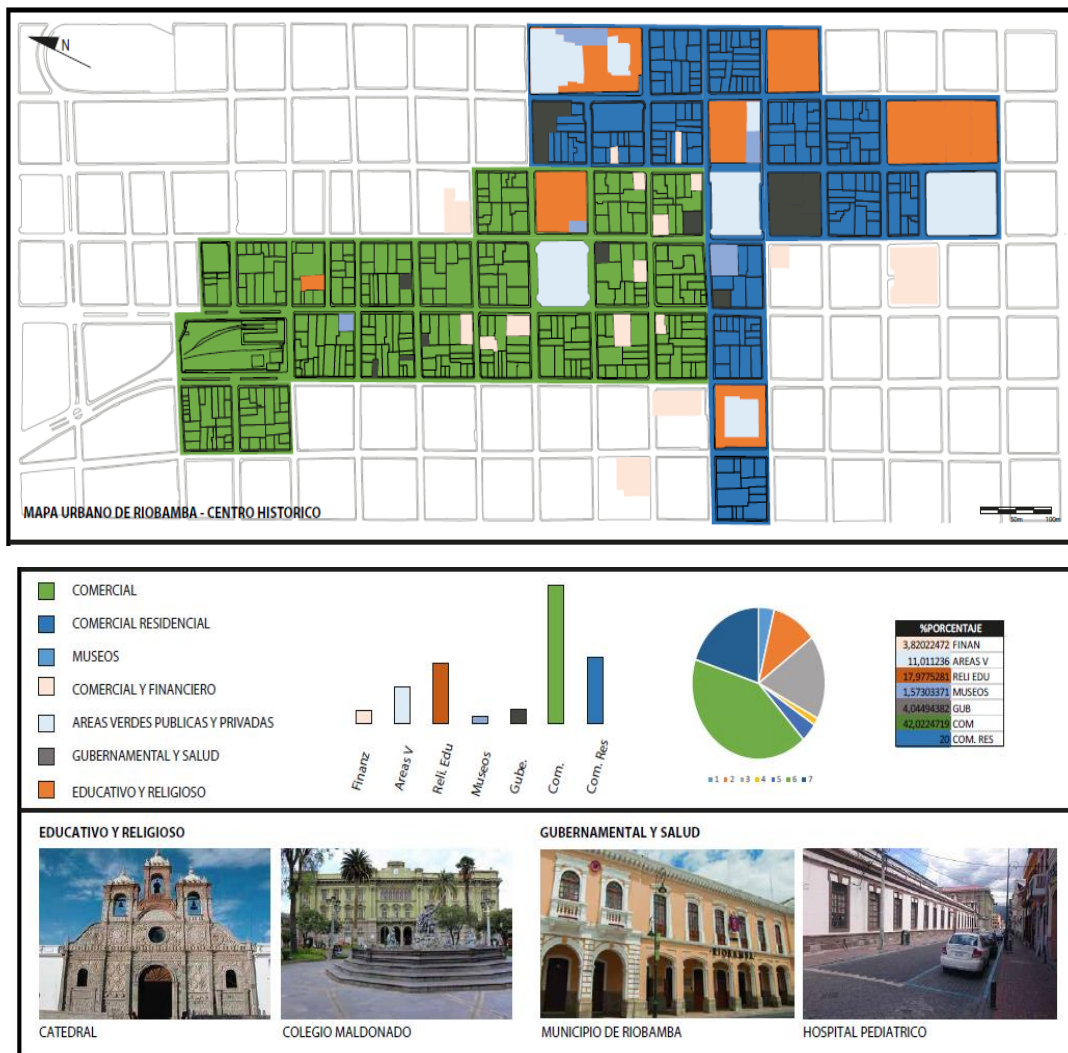 N
MAPA URBANO DE RIOBAMBA - CENTRO HISTORICO
50m 100m
COMERCIAL
COMERCIAL RESIDENCIAL
MUSEOS
COMERCIAL Y FINANCIERO
AREAS VERDES PUBLICAS Y PRIVADAS
GUBERNAMENTAL Y SALUD
EDUCATIVO Y RELIGIOSO
Finanz
Areas V
Reli. Edu
Museos
Gube.
Com.
Com. Res
1 2 3 4 5 6 7
%PORCENTAJE
3,82022472 FINAN
11,011236 AREAS V
17,9775281 RELI EDU
1,57303371 MUSEOS
4,04494382 GUB
42,0224719 COM
20 COM. RES
EDUCATIVO Y RELIGIOSO
GUBERNAMENTAL Y SALUD
RIOBAMBA
CATEDRAL
COLEGIO MALDONADO
MUNICIPIO DE RIOBAMBA
HOSPITAL PEDIATRICO